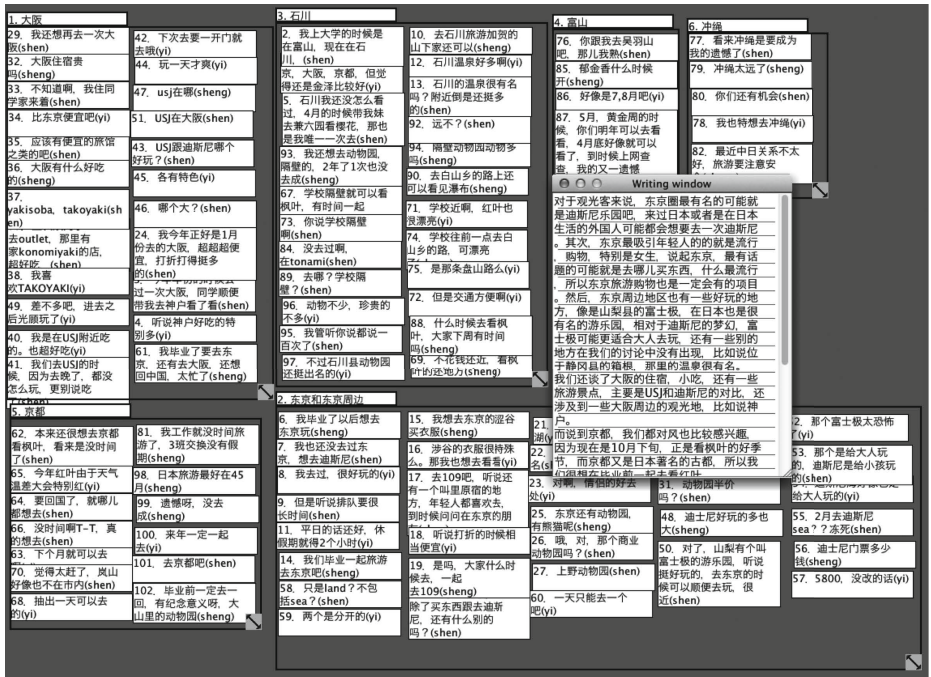 1. 大阪
29. 我还想再去一次大
阪(shen)
32. 大阪住宿贵
吗(sheng)
33. 不知道啊，我住同
学家来着(shen)
34. 比东京便宜吧(yi)
35. 应该有便宜的旅馆
之类的吧(shen)
36. 大阪有什么好吃
的(sheng)
37.
yakisoba，takoyaki(sh
en)
去outlet，那里有
家konomiyaki的店，
超好吃 (shen)
38. 我喜
欢TAKOYAKI(yi)
49. 差不多吧，进去之
后光顾玩了(yi)
40. 我是在USJ附近吃
的。也超好吃(yi)
41. 我们去USJ的时
候，因为去晚了，都没
怎么玩，更别说吃
42. 下次去要一开门就
去哦(yi)
44. 玩一天才爽(yi)
47. usj在哪(sheng)
51. USJ在大阪(shen)
43. USJ跟迪斯尼哪个
好玩？(sheng)
45. 各有特色(yi)
46. 哪个大？(shen)
24. 我今年正好是1月
份去的大阪，超超超便
宜，打折打得挺多
的(shen)
过一次大阪，同学顺便
带我去神户看了看(shen)
4. 听说神户好吃的特
别多(yi)
61. 我毕业了要去东
京，还有去大阪，还想
回中国，太忙了(sheng)
3. 石川
2. 我上大学的时候是
在富山，现在在石
川，(shen)
京，大阪，京都，但觉
得还是金泽比较好(yi)
5. 石川我还没怎么看
过，4月的时候带我妹
去兼六园看樱花，那也
是我唯一一次去(shen)
93. 我还想去动物园，
隔壁的，2年了1次也没
去成(sheng)
67. 学校隔壁就可以看
枫叶，有时间一起
73. 你说学校隔壁
啊(shen)
84. 没去过啊，
在tonami(shen)
89. 去哪？学校隔
壁？(shen)
96. 动物不少，珍贵的
不多(yi)
95. 我管听你说都说一
百次了(shen)
97. 不过石川县动物园
还挺出名的(yi)
10. 去石川旅游加贺的
山下家还可以(sheng)
12. 石川温泉好多啊(yi)
13. 石川的温泉很有名
吗？附近倒是还挺多
的(shen)
92. 远不？(shen)
94. 隔壁动物园动物多
吗(sheng)
90. 去白山乡的路上还
可以看见瀑布(sheng)
71. 学校近啊，红叶也
很漂亮(yi)
74. 学校往前一点去白
山乡的路，可漂亮
75. 是那条盘山路么(yi)
72. 但是交通方便啊(yi)
88. 什么时候去看枫
叶，大家下周有时间
吗(sheng)
69. 不花钱还近，看枫
叶的还地方(sheng)
4. 富山
76. 你跟我去吴羽山
吧，那儿我熟(shen)
85. 郁金香什么时候
开(sheng)
86. 好像是7,8月吧(yi)
87. 5月，黄金周的时
候，你们明年可以去看
看，4月底好像就可以
看了，到时候上网查
查，我的又一遗憾
6. 冲绳
77. 看来冲绳是要成为
我的遗憾了(shen)
79. 冲绳太远了(sheng)
80. 你们还有机会(shen)
78. 我也特想去冲绳(yi)
82. 最近中日关系不太
好，旅游要注意安
Writing window
对于观光客来说，东京圈最有名的可能就
是迪斯尼乐园吧，来过日本或者是在日本
生活的外国人可能都会想要去一次迪斯尼
。其次，东京最吸引年轻人的的就是流行
，购物，特别是女生，说起东京，最有话
题的可能就是去哪儿买东西，什么最流行
，所以东京旅游购物也是一定会有的项目
。然后，东京周边地区也有一些好玩的地
方，像是山梨县的富士极，在日本也是很
有名的游乐园，相对于迪斯尼的梦幻，富
士极可能更适合大人去玩，还有一些别的
地方在我们的讨论中没有出现，比如说位
于静冈县的箱根，那里的温泉很有名。
我们还谈了大阪的住宿，小吃，还有一些
旅游景点，主要是USJ和迪斯尼的对比，还
涉及到一些大阪周边的观光地，比如说神
户。
而说到京都，我们都对风也比较感兴趣，
因为现在是10月下旬，正是看枫叶的好季
节，而京都又是日本著名的古都，所以我
们很想在毕业前一起去看红叶
5. 京都
62. 本来还很想去京都
看枫叶，看来是没时间
了(shen)
65. 今年红叶由于天气
温差大会特别红(yi)
64. 要回国了，就哪儿
都想去(shen)
66. 没时间啊T-T，真
的想去(shen)
63. 下个月就可以去
70. 觉得太赶了，岚山
好像也不在市内(shen)
68. 抽出一天可以去
的(yi)
81. 我工作就没时间旅
游了，3班交换没有假
期(sheng)
98. 日本旅游最好在45
月(sheng)
99. 遗憾呀，没去
成(sheng)
100. 来年一定一起
去(yi)
101. 去京都吧(shen)
102. 毕业前一定去一
回，有纪念意义呀，大
山里的动物园(sheng)
2. 东京和东京周边
6. 我毕业了以后想去
东京玩(sheng)
7. 我也还没去过东
京，想去迪斯尼(shen)
8. 我去过，很好玩的(yi)
9. 但是听说排队要很
长时间(shen)
11. 平日的话还好，休
假期就得2个小时(yi)
14. 我们毕业一起旅游
去东京吧(sheng)
58. 只是land？不包
括sea？(shen)
59. 两个是分开的(yi)
15. 我想去东京的涩谷
买衣服(sheng)
16. 涉谷的衣服很特殊
么。那我也想去看看(yi)
17. 去109吧，听说还
有一个叫里原宿的地
方，年轻人都喜欢去，
到时候问问在东京的朋
18. 听说打折的时候相
当便宜(yi)
19. 是吗，大家什么时
候去，一起
去109(sheng)
除了买东西跟去迪斯
尼，还有什么别的
吗？(shen)
21.
湖(yi
22.
名(s
23. 对啊，情侣的好去
处(yi)
25. 东京还有动物园，
有熊猫呢(sheng)
26. 哦，对，那个商业
动物园吗？(shen)
27. 上野动物园(shen)
60. 一天只能去一个
吧(yi)
31. 动物园半价
吗？(shen)
48. 迪士尼好玩的多也
大(sheng)
50. 对了，山梨有个叫
富士极的游乐园，听说
挺好玩的，去东京的时
候可以顺便去玩，很
近(shen)
2. 那个富士极太恐怖
了(yi)
53. 那个是给大人玩
的，迪斯尼是给小孩玩
的(shen)
给大人玩的(yi)
55. 2月去迪斯尼
sea？？冻死(shen)
56. 迪士尼门票多少
钱(sheng)
57. 5800，没改的话(yi)